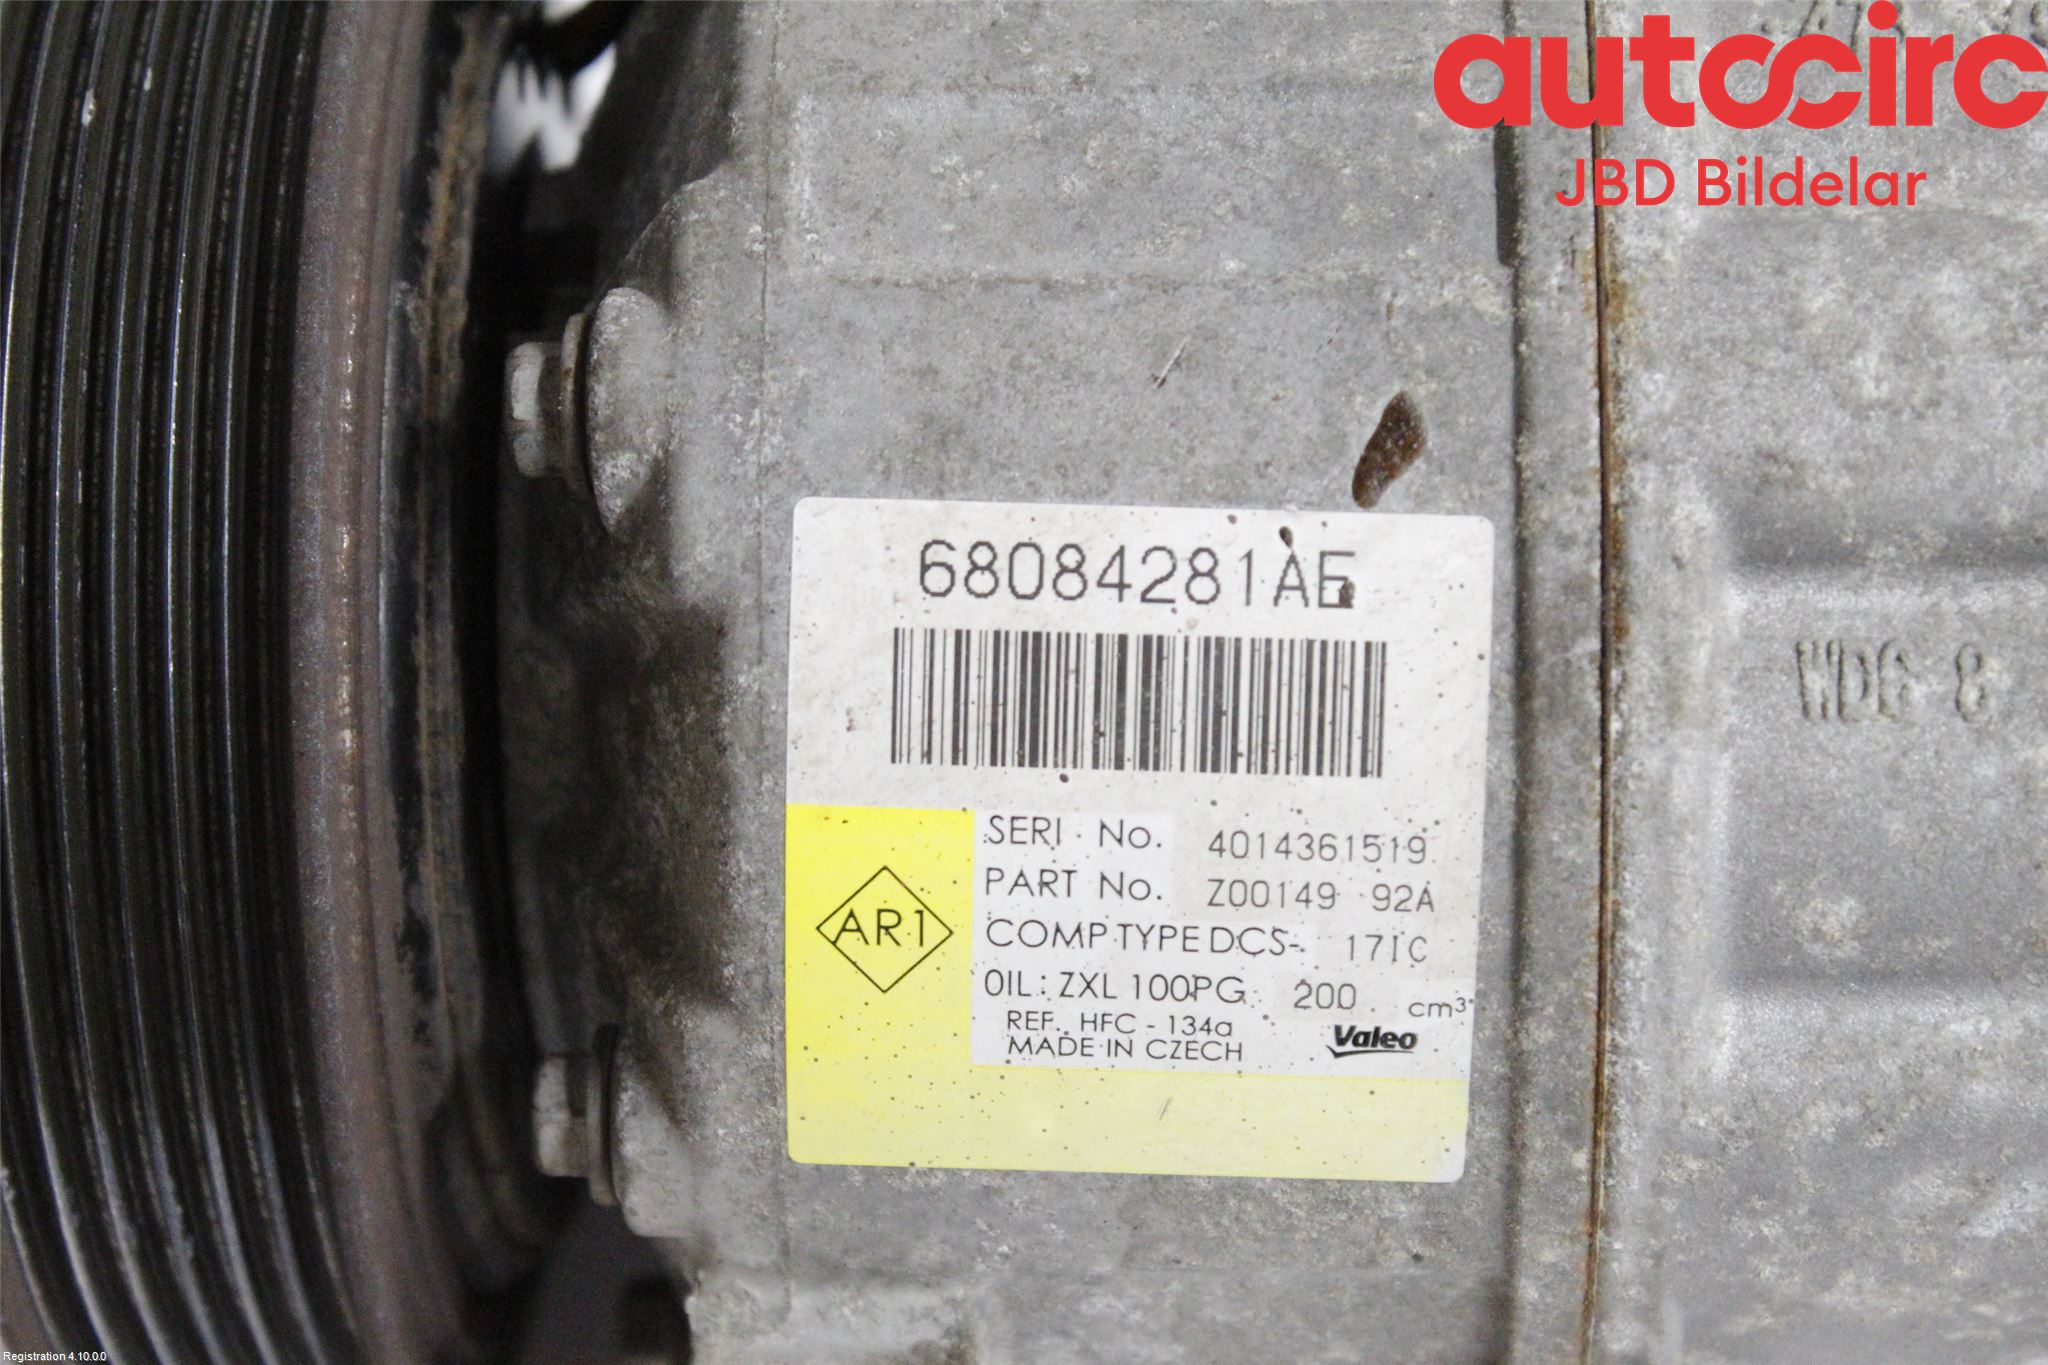 autocirc
JBD Bildelar
68084281AE
SERI No. 4014361519
PART No. Z00149 92A
COMP TYPE DCS- 17IC
OIL: ZXL 100PG 200 cm³
REF. HFC - 134a
MADE IN CZECH
Valeo
AR1
WDG 8
Registration 4.10.0.0